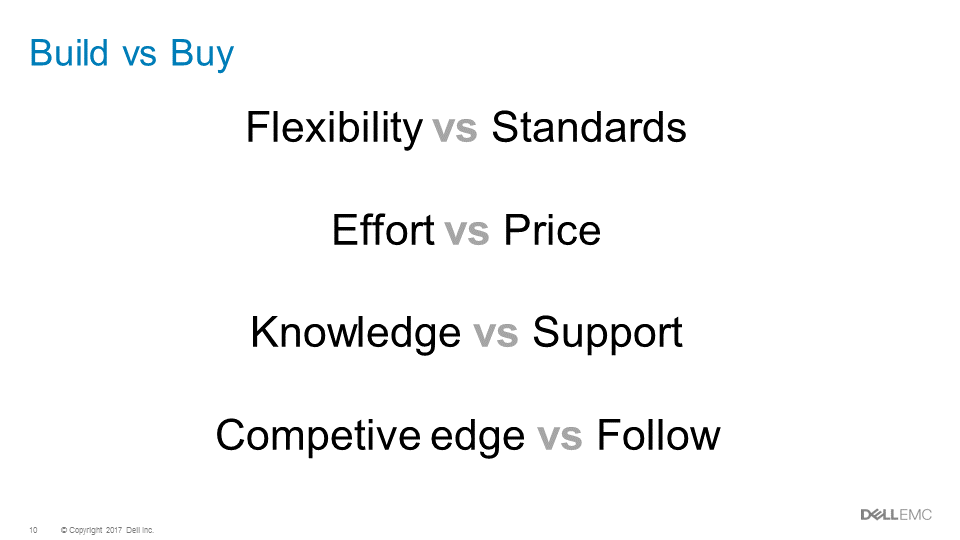 Build vs Buy
Flexibility vs Standards
Effort vs Price
Knowledge vs Support
Competive edge vs Follow
DELLEMC
10 © Copyright 2017 Dell Inc.